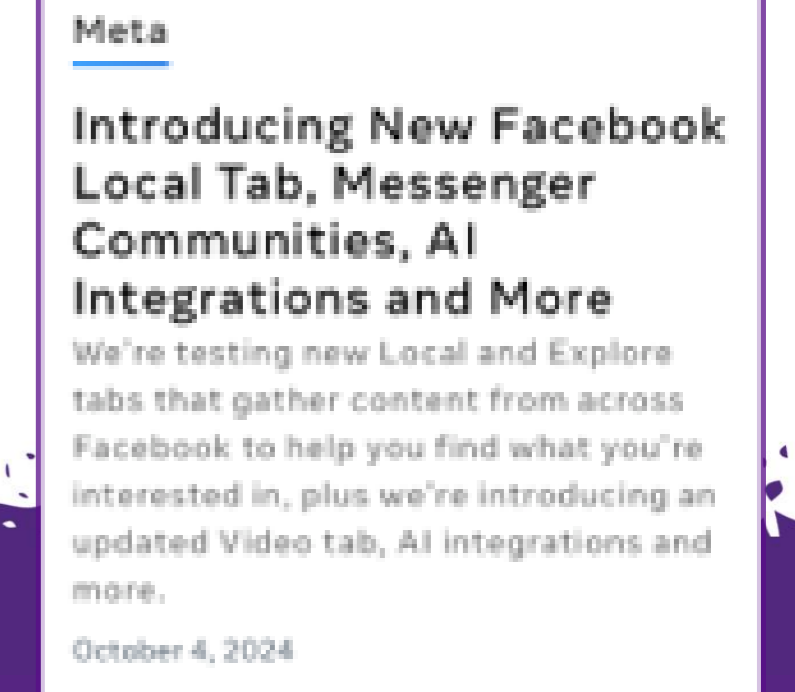 Meta
Introducing New Facebook
Local Tab, Messenger
Communities, AI
Integrations and More
We're testing new Local and Explore
tabs that gather content from across
Facebook to help you find what you're
interested in, plus we're introducing an
updated Video tab, AI integrations and
more.
October 4, 2024